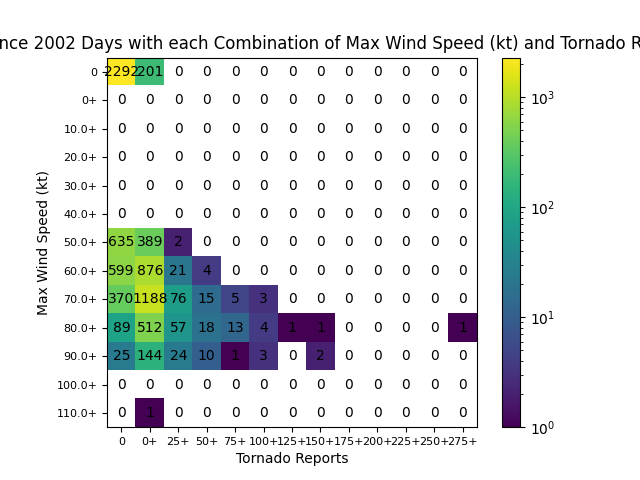 nce 2002 Days with each Combination of Max Wind Speed (kt) and Tornado R
0 2292 201 0 0 0 0 0 0 0 0 0 0 0
0+ 0 0 0 0 0 0 0 0 0 0 0 0 0
10.0+ 0 0 0 0 0 0 0 0 0 0 0 0 0
20.0+ 0 0 0 0 0 0 0 0 0 0 0 0 0
30.0+ 0 0 0 0 0 0 0 0 0 0 0 0 0
40.0+ 0 0 0 0 0 0 0 0 0 0 0 0 0
50.0+ 635 389 2 0 0 0 0 0 0 0 0 0 0
60.0+ 599 876 21 4 0 0 0 0 0 0 0 0 0
70.0+ 370 1188 76 15 5 3 0 0 0 0 0 0 0
80.0+ 89 512 57 18 13 4 1 1 0 0 0 0 1
90.0+ 25 144 24 10 1 3 0 2 0 0 0 0 0
100.0+ 0 0 0 0 0 0 0 0 0 0 0 0 0
110.0+ 0 1 0 0 0 0 0 0 0 0 0 0 0
0 0+ 25+ 50+ 75+ 100+ 125+ 150+ 175+ 200+ 225+ 250+ 275+
Tornado Reports
Max Wind Speed (kt)
10³
10²
10¹
10⁰